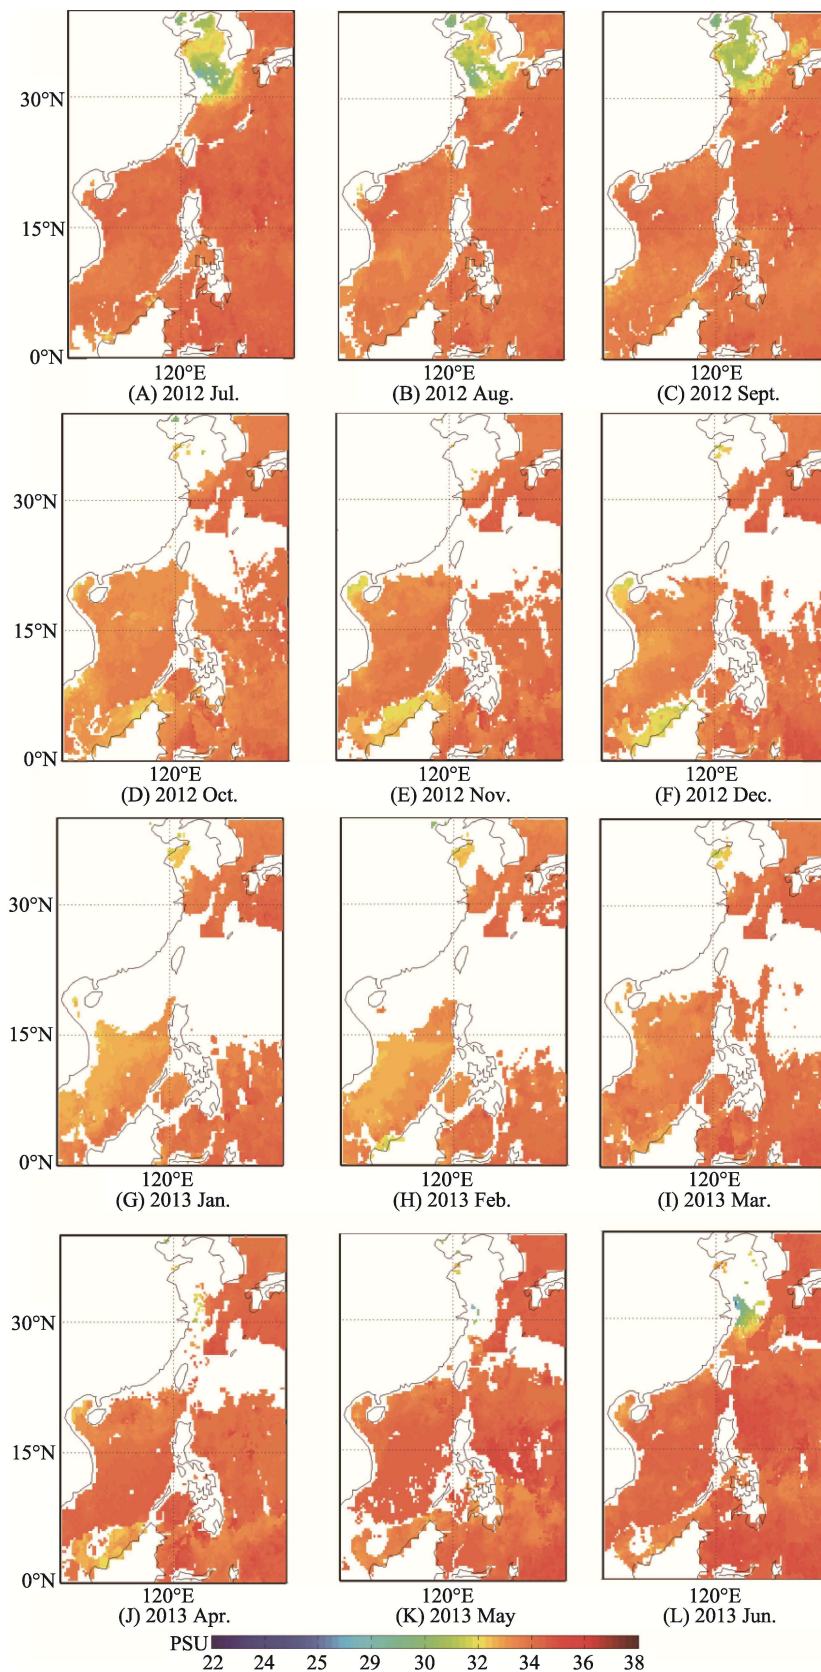 30°N
15°N
0°N
120°E 120°E 120°E
(A) 2012 Jul. (B) 2012 Aug. (C) 2012 Sept.
30°N
15°N
0°N
120°E 120°E 120°E
(D) 2012 Oct. (E) 2012 Nov. (F) 2012 Dec.
30°N
15°N
0°N
120°E 120°E 120°E
(G) 2013 Jan. (H) 2013 Feb. (I) 2013 Mar.
30°N
15°N
0°N
120°E 120°E 120°E
(J) 2013 Apr. (K) 2013 May (L) 2013 Jun.
PSU
22 24 25 29 30 32 34 36 38